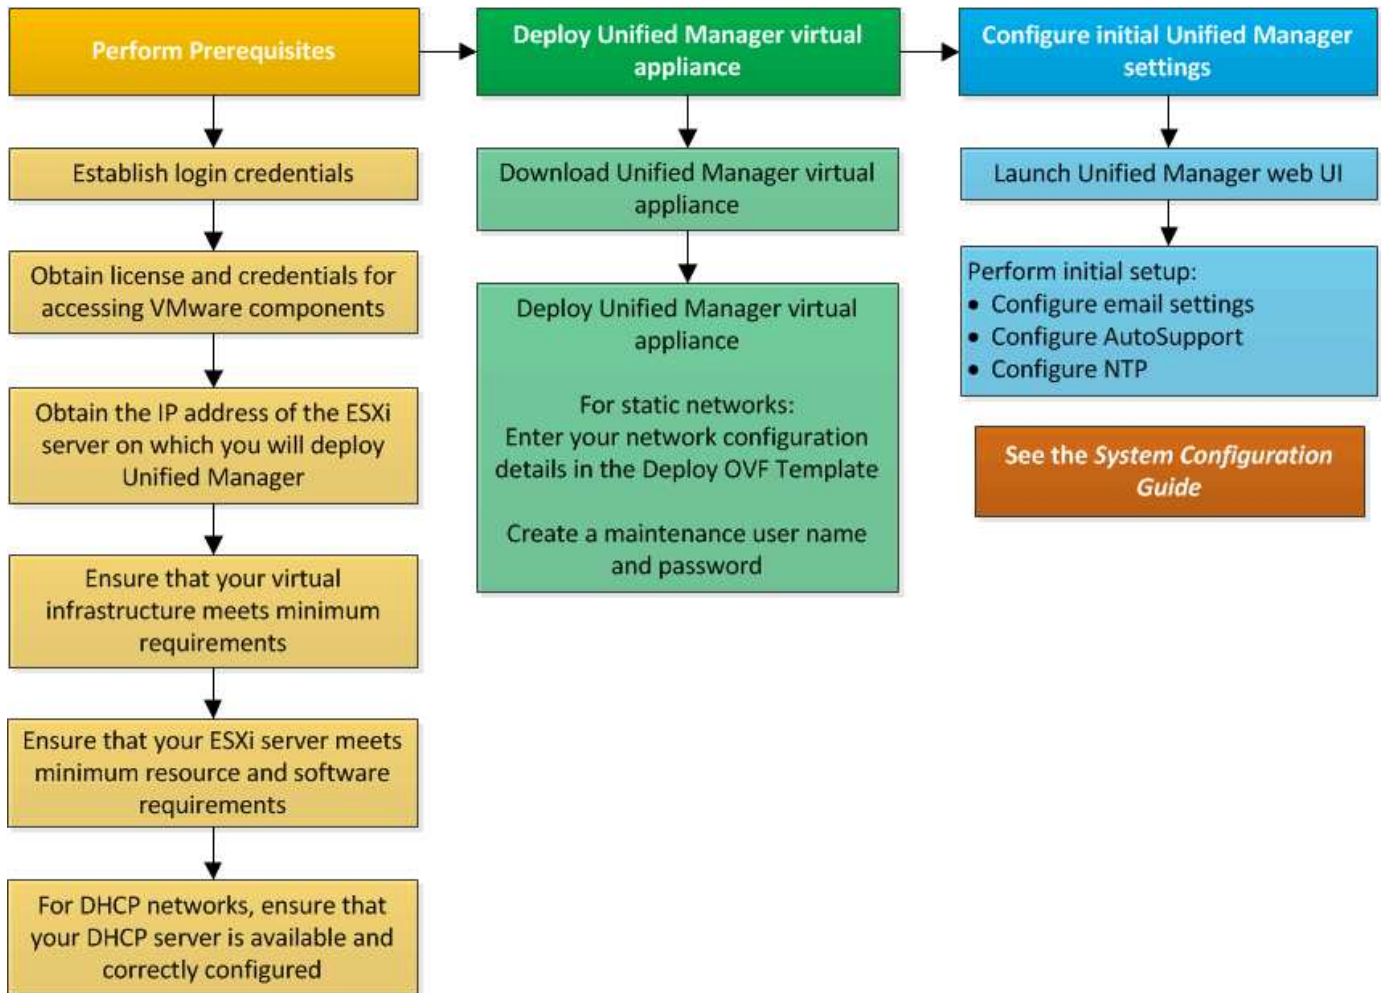 Perform Prerequisites
Establish login credentials
Obtain license and credentials for
accessing VMware components
Obtain the IP address of the ESXi
server on which you will deploy
Unified Manager
Ensure that your virtual
infrastructure meets minimum
requirements
Ensure that your ESXi server meets
minimum resource and software
requirements
For DHCP networks, ensure that
your DHCP server is available and
correctly configured
Deploy Unified Manager virtual
appliance
Download Unified Manager virtual
appliance
Deploy Unified Manager virtual
appliance
For static networks:
Enter your network configuration
details in the Deploy OVF Template
Create a maintenance user name
and password
Configure initial Unified Manager
settings
Launch Unified Manager web UI
Perform initial setup:
• Configure email settings
• Configure AutoSupport
• Configure NTP
See the System Configuration
Guide